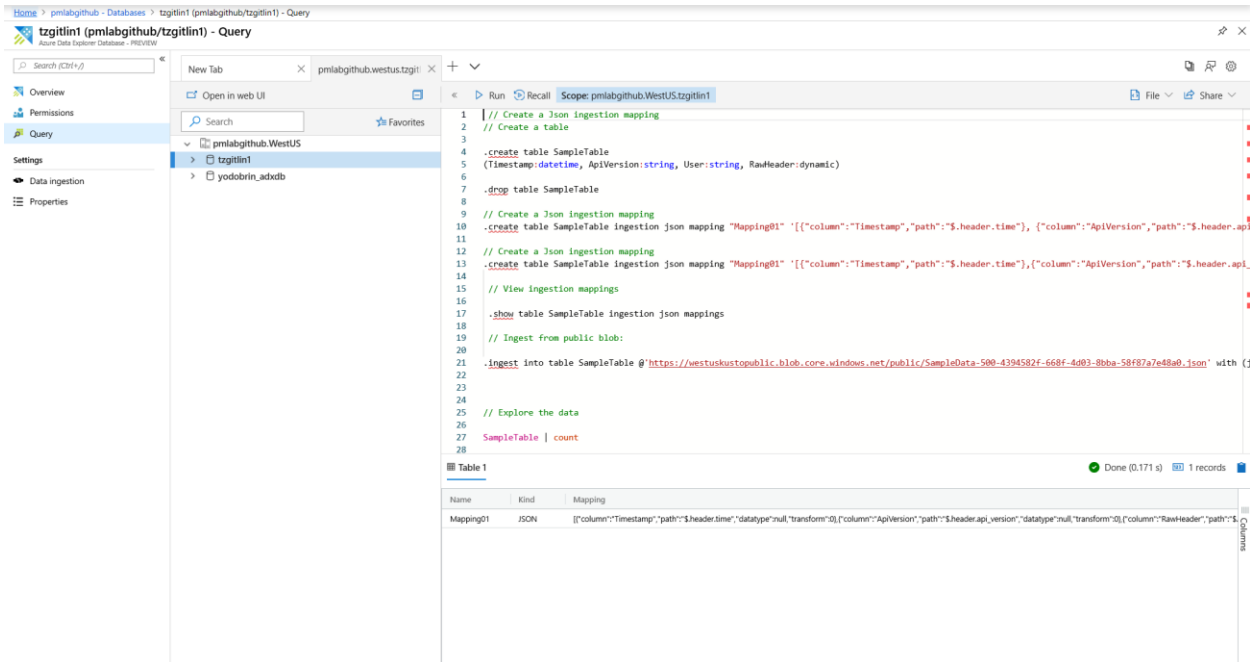 Home > pmlabgithub - Databases > tzgitlin1 (pmlabgithub/tzgitlin1) - Query
tzgitlin1 (pmlabgithub/tzgitlin1) - Query
Azure Data Explorer Database - PREVIEW
Search (Ctrl+/)
Overview
Permissions
Query
Settings
Data ingestion
Properties
New Tab
pmlabgithub.westus.tzgitl
Open in web UI
Run Recall Scope: pmlabgithub.WestUS.tzgitlin1
File Share
Search
Favorites
pmlabgithub.WestUS
tzgitlin1
yodobrin_adxdb
1 // Create a Json ingestion mapping
2 // Create a table
3
4 .create table SampleTable
5 (Timestamp:datetime, ApiVersion:string, User:string, RawHeader:dynamic)
6
7 .drop table SampleTable
8
9 // Create a Json ingestion mapping
10 .create table SampleTable ingestion json mapping "Mapping01" '[{"column":"Timestamp","path":"$.header.time"}, {"column":"ApiVersion","path":"$.header.api
11
12 // Create a Json ingestion mapping
13 .create table SampleTable ingestion json mapping "Mapping01" '[{"column":"Timestamp","path":"$.header.time"},{"column":"ApiVersion","path":"$.header.api_
14
15 // View ingestion mappings
16
17 .show table SampleTable ingestion json mappings
18
19 // Ingest from public blob:
20
21 .ingest into table SampleTable @'https://westuskustopublic.blob.core.windows.net/public/SampleData-500-4394582f-668f-4d03-8bba-58f87a7e48a0.json' with (j
22
23
24
25 // Explore the data
26
27 SampleTable | count
28
Table 1
Done (0.171 s) 1 records
Name Kind Mapping
Mapping01 JSON [{"column":"Timestamp","path":"$.header.time","datatype":null,"transform":0},{"column":"ApiVersion","path":"$.header.api_version","datatype":null,"transform":0},{"column":"RawHeader","path":"$.
Columns